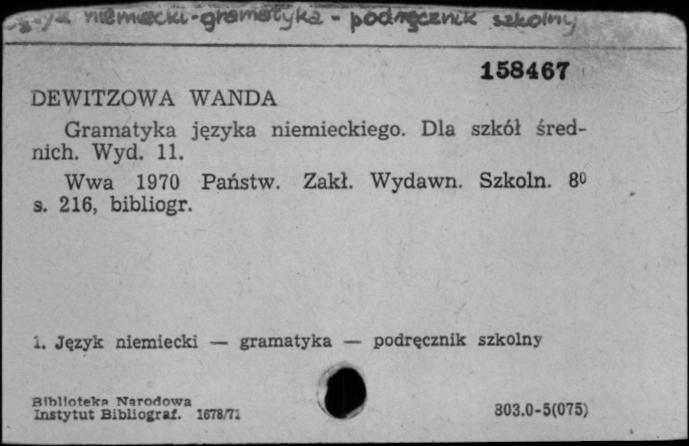 język niemiecki - gramatyka - podręcznik szkolny
158467
DEWITZOWA WANDA
Gramatyka języka niemieckiego. Dla szkół śred-
nich. Wyd. 11.
Wwa 1970 Państw. Zakł. Wydawn. Szkoln. 8⁰
s. 216, bibliogr.
1. Język niemiecki — gramatyka — podręcznik szkolny
Biblioteka Narodowa
Instytut Bibliograf. 1678/71
803.0-5(075)